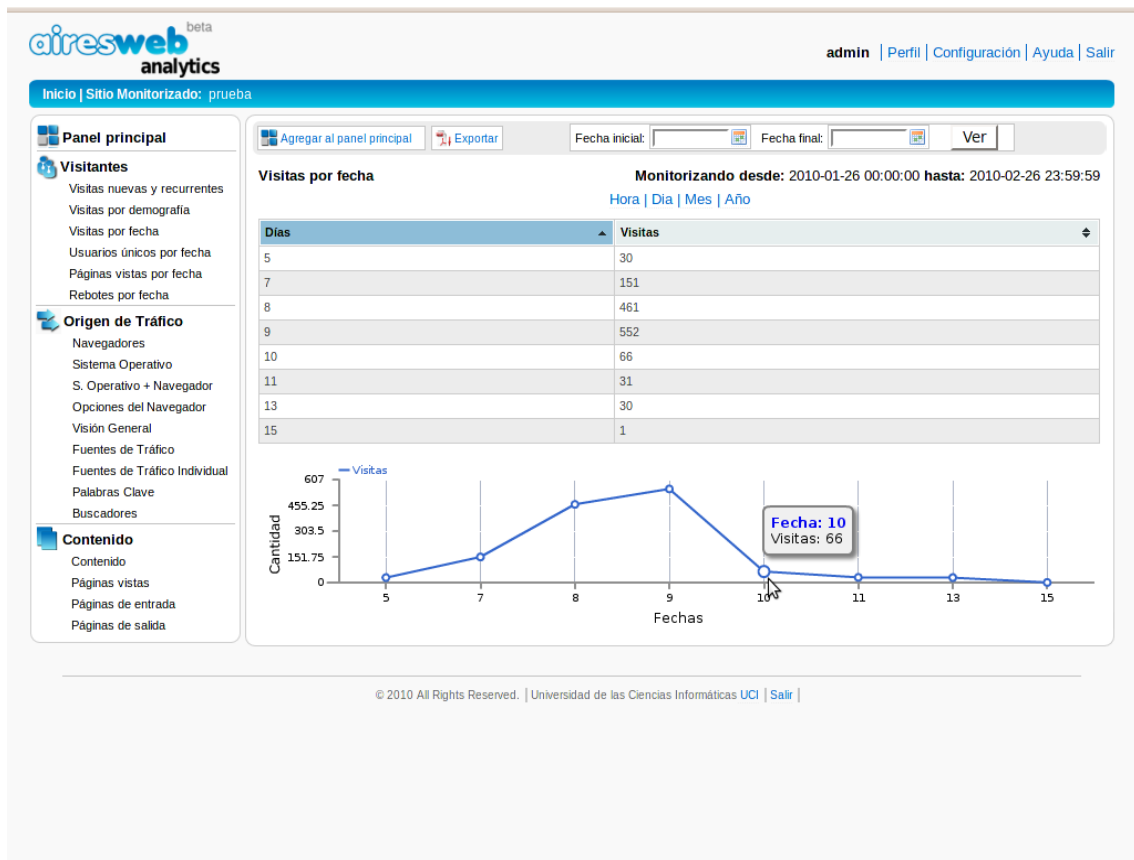 airesweb beta
analytics
admin | Perfil | Configuración | Ayuda | Salir
Inicio | Sitio Monitorizado: prueba
Panel principal
Visitantes
Visitas nuevas y recurrentes
Visitas por demografía
Visitas por fecha
Usuarios únicos por fecha
Páginas vistas por fecha
Rebotes por fecha
Origen de Tráfico
Navegadores
Sistema Operativo
S. Operativo + Navegador
Opciones del Navegador
Visión General
Fuentes de Tráfico
Fuentes de Tráfico Individual
Palabras Clave
Buscadores
Contenido
Contenido
Páginas vistas
Páginas de entrada
Páginas de salida
Agregar al panel principal Exportar Fecha inicial: Fecha final: Ver
Visitas por fecha Monitorizando desde: 2010-01-26 00:00:00 hasta: 2010-02-26 23:59:59
Hora | Dia | Mes | Año
Días Visitas
5 30
7 151
8 461
9 552
10 66
11 31
13 30
15 1
Visitas
607
455.25
303.5
151.75
0
Cantidad
Fecha: 10
Visitas: 66
5 7 8 9 10 11 13 15
Fechas
© 2010 All Rights Reserved. | Universidad de las Ciencias Informáticas UCI | Salir |